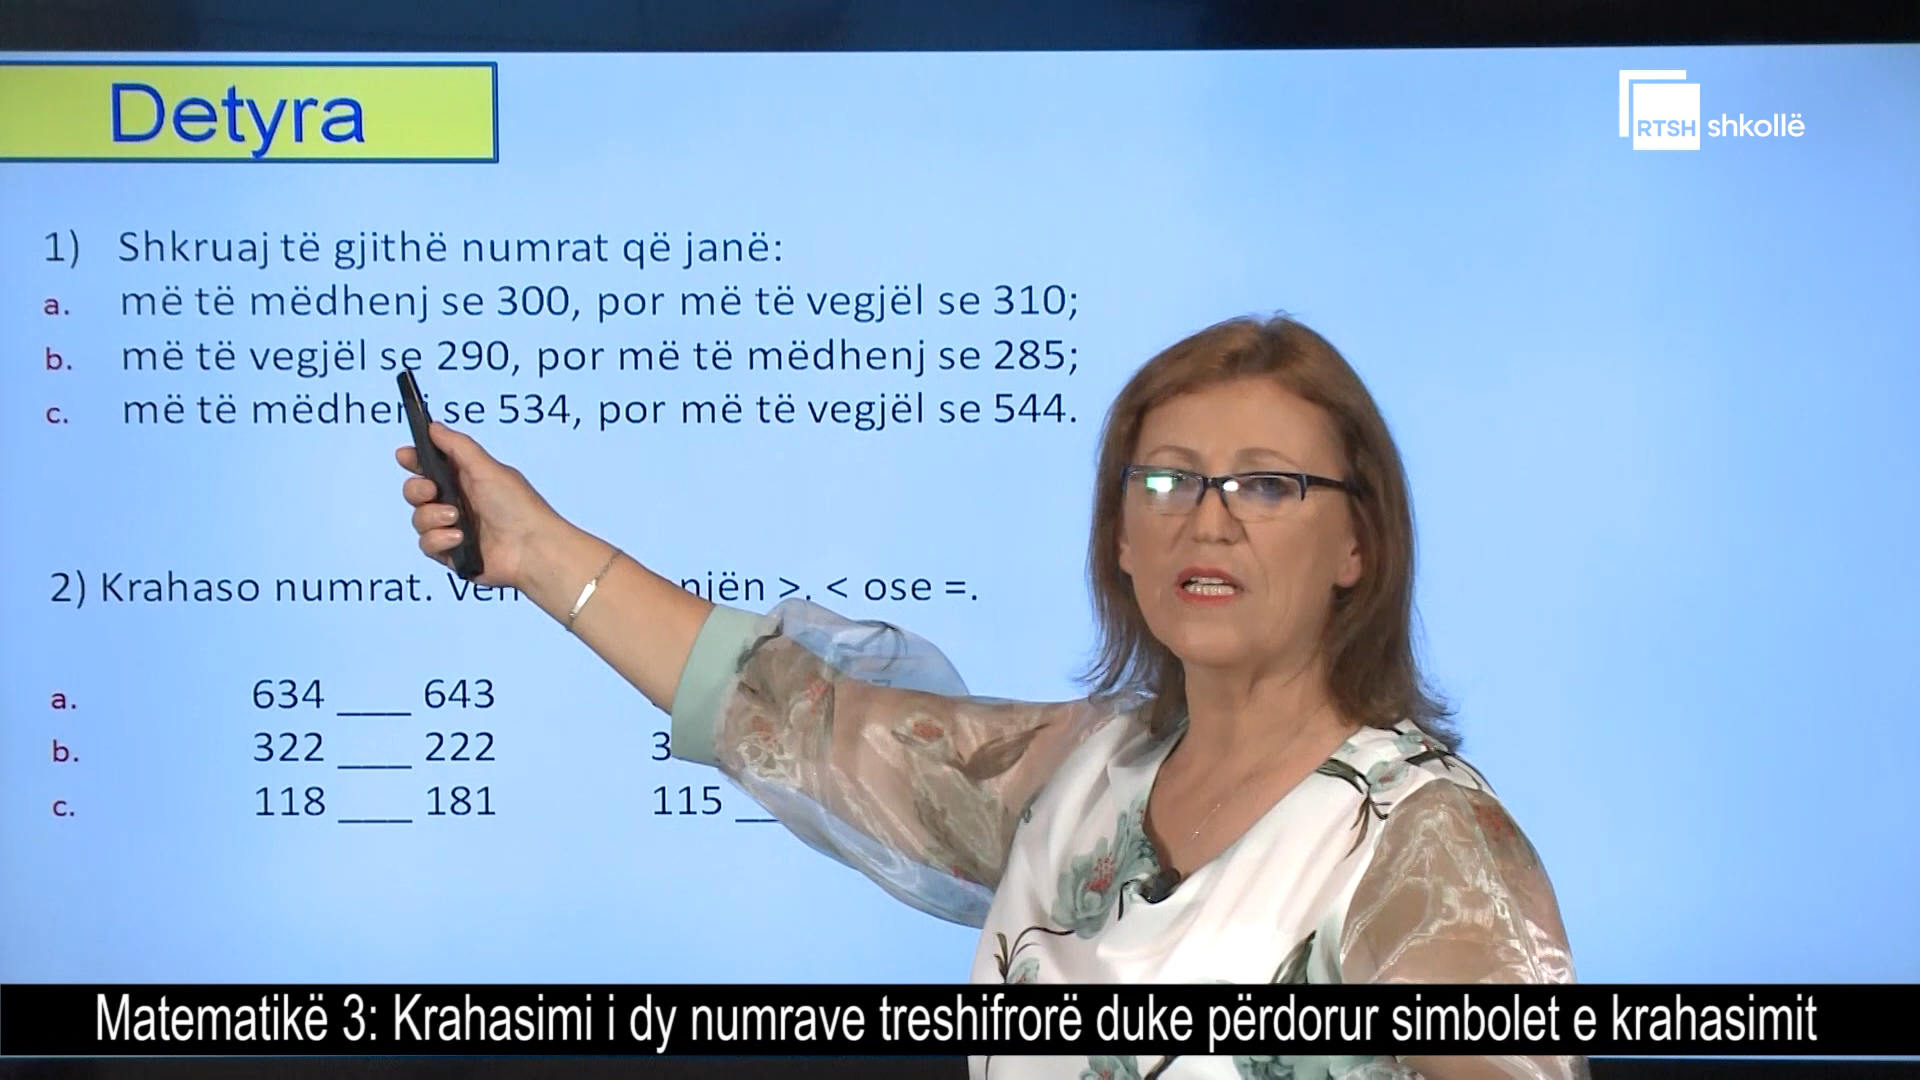 Detyra
RTSH shkollë
1) Shkruaj të gjithë numrat që janë:
a. më të mëdhenj se 300, por më të vegjël se 310;
b. më të vegjël se 290, por më të mëdhenj se 285;
c. më të mëdhenj se 534, por më të vegjël se 544.
2) Krahaso numrat. >, < ose =.
a. 634 ___ 643
b. 322 ___ 222
c. 118 ___ 181 115 __
Matematikë 3: Krahasimi i dy numrave treshifrorë duke përdorur simbolet e krahasimit